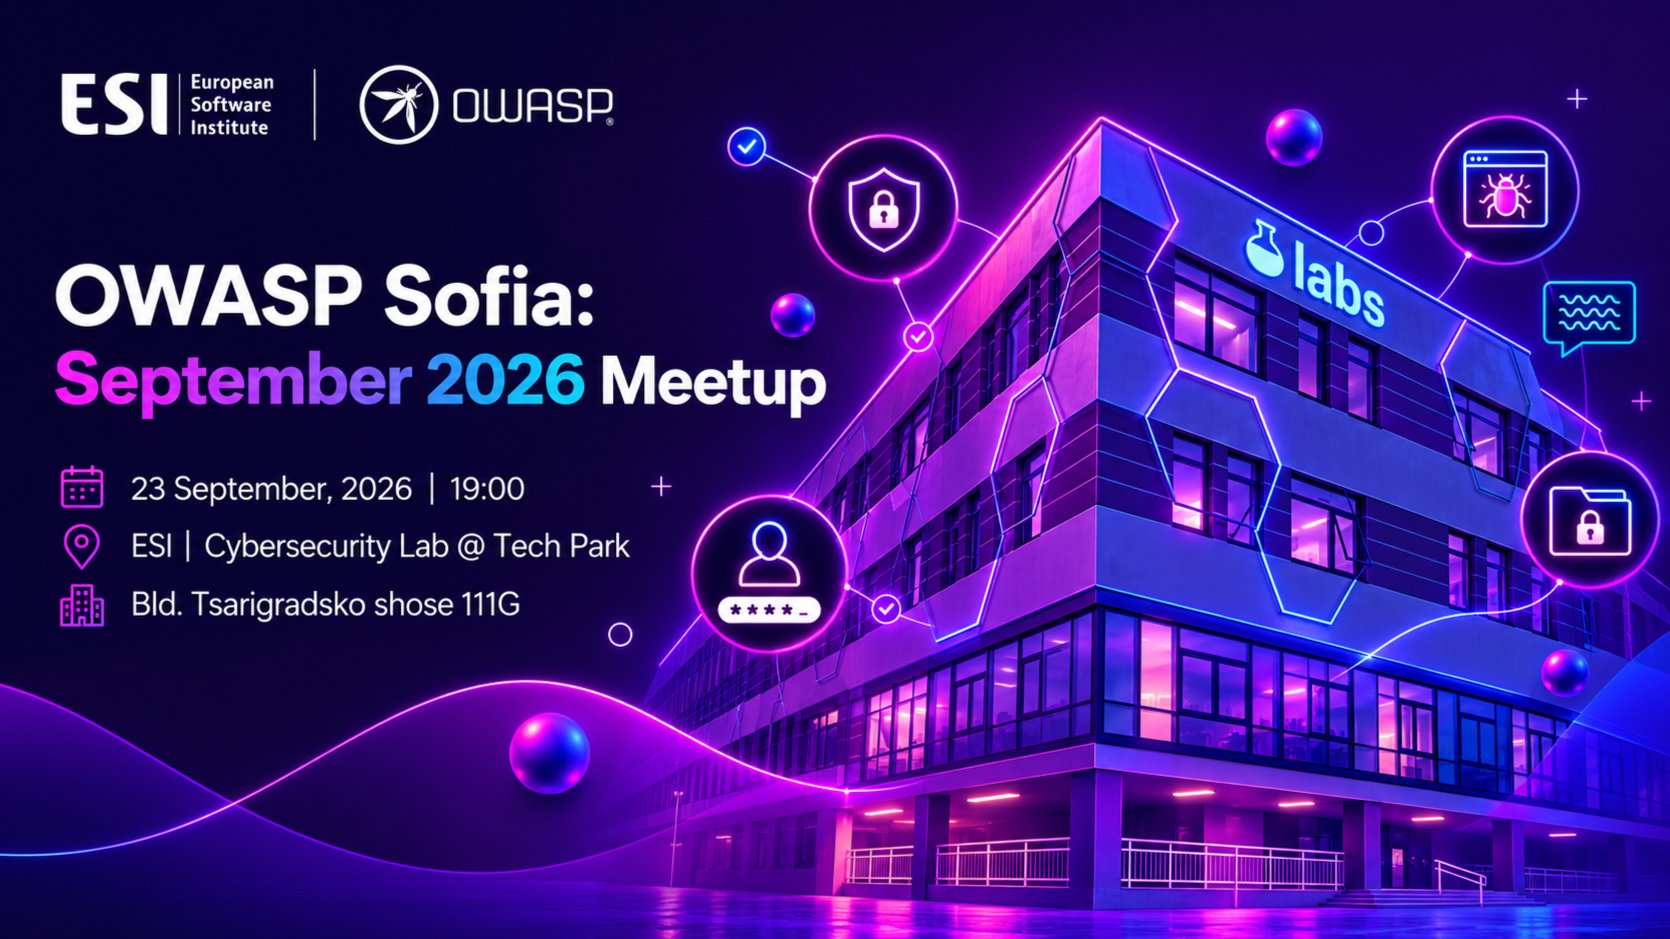 ESI
European
Software
Institute
OWASP®
labs
OWASP Sofia:
September 2026 Meetup
23 September, 2026 | 19:00
ESI | Cybersecurity Lab @ Tech Park
Bld. Tsarigradsko shose 111G
****_